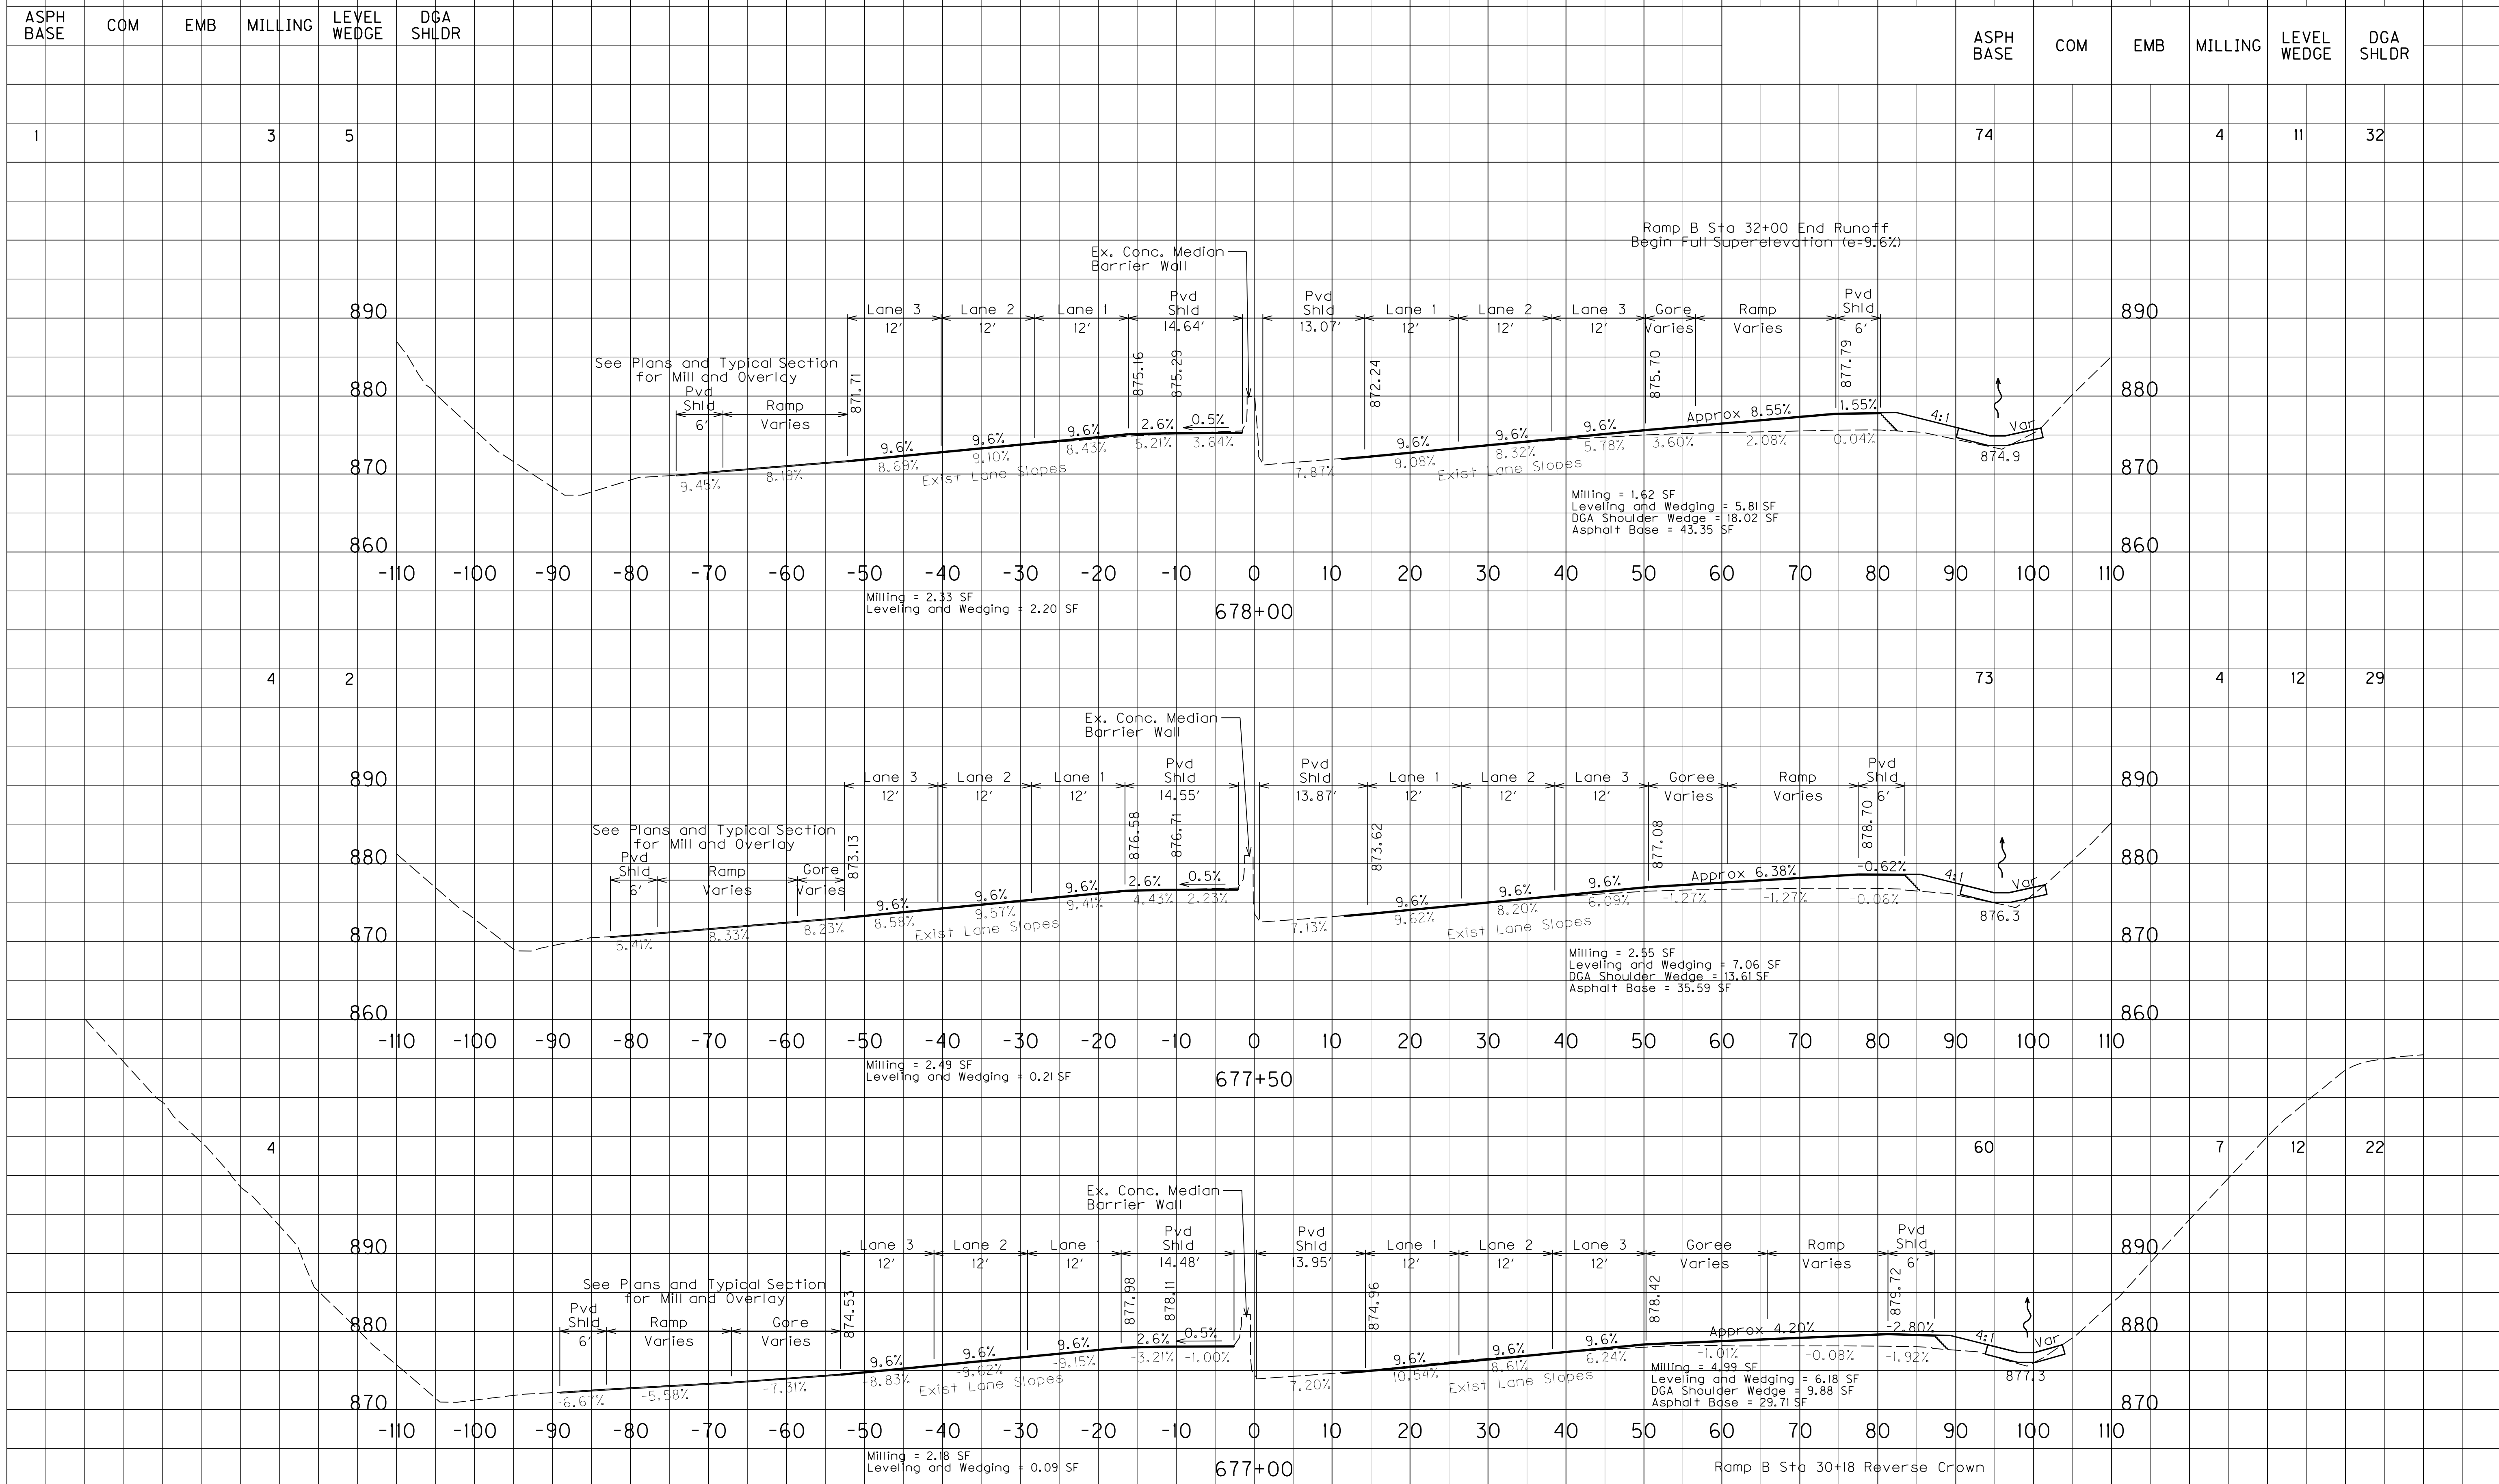 ASPH BASE COM EMB MILLING LEVEL WEDGE DGA SHLDR
ASPH BASE COM EMB MILLING LEVEL WEDGE DGA SHLDR
1 3 5 74 4 11 32
Ramp B Sta 32+00 End Runoff
Begin Full Superelevation (e=9.6%)
Ex. Conc. Median
Barrier Wall
890 Lane 3 Lane 2 Lane 1 Pvd Shld Pvd Shld Lane 1 Lane 2 Lane 3 Gore Ramp Pvd Shld 890
12' 12' 12' 14.64' 13.07' 12' 12' 12' Varies Varies 6'
See Plans and Typical Section
for Mill and Overlay
Pvd Shld Ramp
6' Varies
871.71 875.16 875.29 872.24 875.70 877.79
880 880
9.6% 9.6% 9.6% 2.6% 0.5% 9.6% 9.6% 9.6% Approx 8.55% 1.55% 4:1 Var
9.45% 8.19% 8.69% 9.10% 8.43% 5.21% 3.64% 7.87% 9.08% 8.32% 5.78% 3.60% 2.08% 0.04%
Exist Lane Slopes Exist Lane Slopes
874.9
870 870
Milling = 1.62 SF
Leveling and Wedging = 5.81 SF
DGA Shoulder Wedge = 18.02 SF
Asphalt Base = 43.35 SF
860 860
-110 -100 -90 -80 -70 -60 -50 -40 -30 -20 -10 0 10 20 30 40 50 60 70 80 90 100 110
Milling = 2.33 SF
Leveling and Wedging = 2.20 SF
678+00
4 2 73 4 12 29
Ex. Conc. Median
Barrier Wall
890 Lane 3 Lane 2 Lane 1 Pvd Shld Pvd Shld Lane 1 Lane 2 Lane 3 Goree Ramp Pvd Shld 890
12' 12' 12' 14.55' 13.87' 12' 12' 12' Varies Varies 6'
See Plans and Typical Section
for Mill and Overlay
Pvd Shld Ramp Gore
6' Varies Varies
873.13 876.58 876.71 873.62 877.08 878.70
880 880
9.6% 9.6% 9.6% 2.6% 0.5% 9.6% 9.6% 9.6% Approx 6.38% -0.62% 4:1 Var
5.41% 8.33% 8.23% 8.58% 9.57% 9.41% 4.43% 2.23% 7.13% 9.62% 8.20% 6.09% -1.27% -1.27% -0.06%
Exist Lane Slopes Exist Lane Slopes
876.3
870 870
Milling = 2.55 SF
Leveling and Wedging = 7.06 SF
DGA Shoulder Wedge = 13.61 SF
Asphalt Base = 35.59 SF
860 860
-110 -100 -90 -80 -70 -60 -50 -40 -30 -20 -10 0 10 20 30 40 50 60 70 80 90 100 110
Milling = 2.49 SF
Leveling and Wedging = 0.21 SF
677+50
4 60 7 12 22
Ex. Conc. Median
Barrier Wall
890 Lane 3 Lane 2 Lane 1 Pvd Shld Pvd Shld Lane 1 Lane 2 Lane 3 Goree Ramp Pvd Shld 890
12' 12' 12' 14.48' 13.95' 12' 12' 12' Varies Varies 6'
See Plans and Typical Section
for Mill and Overlay
Pvd Shld Ramp Gore
6' Varies Varies
874.53 877.98 878.11 874.96 878.42 879.72
880 880
9.6% 9.6% 9.6% 2.6% 0.5% 9.6% 9.6% 9.6% Approx 4.20% -2.80% 4:1 Var
-6.67% -5.58% -7.31% -8.83% -9.62% -9.15% -3.21% -1.00% 7.20% 10.54% 8.61% 6.24% -1.01% -0.08% -1.92%
Exist Lane Slopes Exist Lane Slopes
877.3
870 870
Milling = 4.99 SF
Leveling and Wedging = 6.18 SF
DGA Shoulder Wedge = 9.88 SF
Asphalt Base = 29.71 SF
-110 -100 -90 -80 -70 -60 -50 -40 -30 -20 -10 0 10 20 30 40 50 60 70 80 90 100 110
Milling = 2.18 SF
Leveling and Wedging = 0.09 SF
677+00
Ramp B Sta 30+18 Reverse Crown